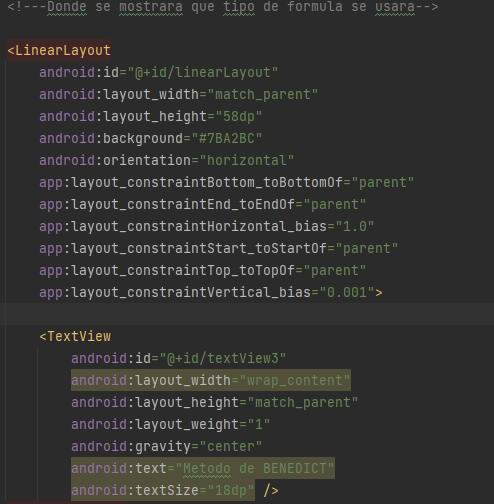 <!---Donde se mostrara que tipo de formula se usara-->
<LinearLayout
android:id="@+id/linearLayout"
android:layout_width="match_parent"
android:layout_height="58dp"
android:background="#7BA2BC"
android:orientation="horizontal"
app:layout_constraintBottom_toBottomOf="parent"
app:layout_constraintEnd_toEndOf="parent"
app:layout_constraintHorizontal_bias="1.0"
app:layout_constraintStart_toStartOf="parent"
app:layout_constraintTop_toTopOf="parent"
app:layout_constraintVertical_bias="0.001">
<TextView
android:id="@+id/textView3"
android:layout_width="wrap_content"
android:layout_height="match_parent"
android:layout_weight="1"
android:gravity="center"
android:text="Metodo de BENEDICT"
android:textSize="18dp" />